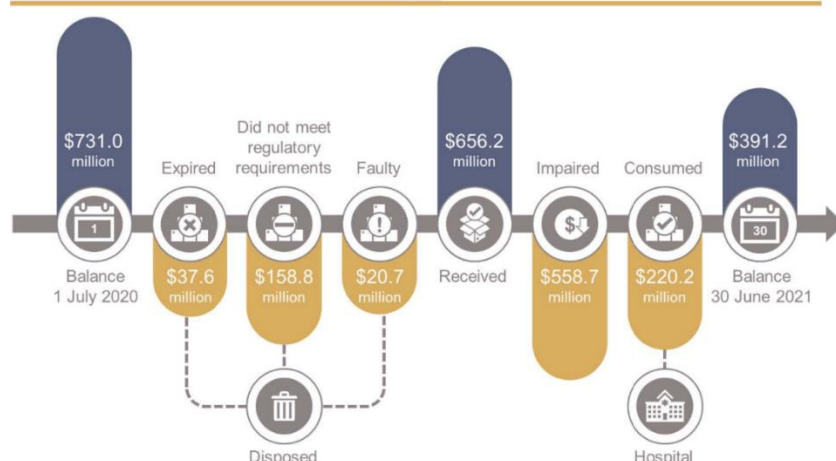 $731.0
million
Expired
Did not meet
regulatory
requirements
Faulty
$656.2
million
Impaired
Consumed
$391.2
million
1
30
Balance
1 July 2020
$37.6
million
$158.8
million
$20.7
million
Received
$558.7
million
$220.2
million
Balance
30 June 2021
Disposed
Hospital